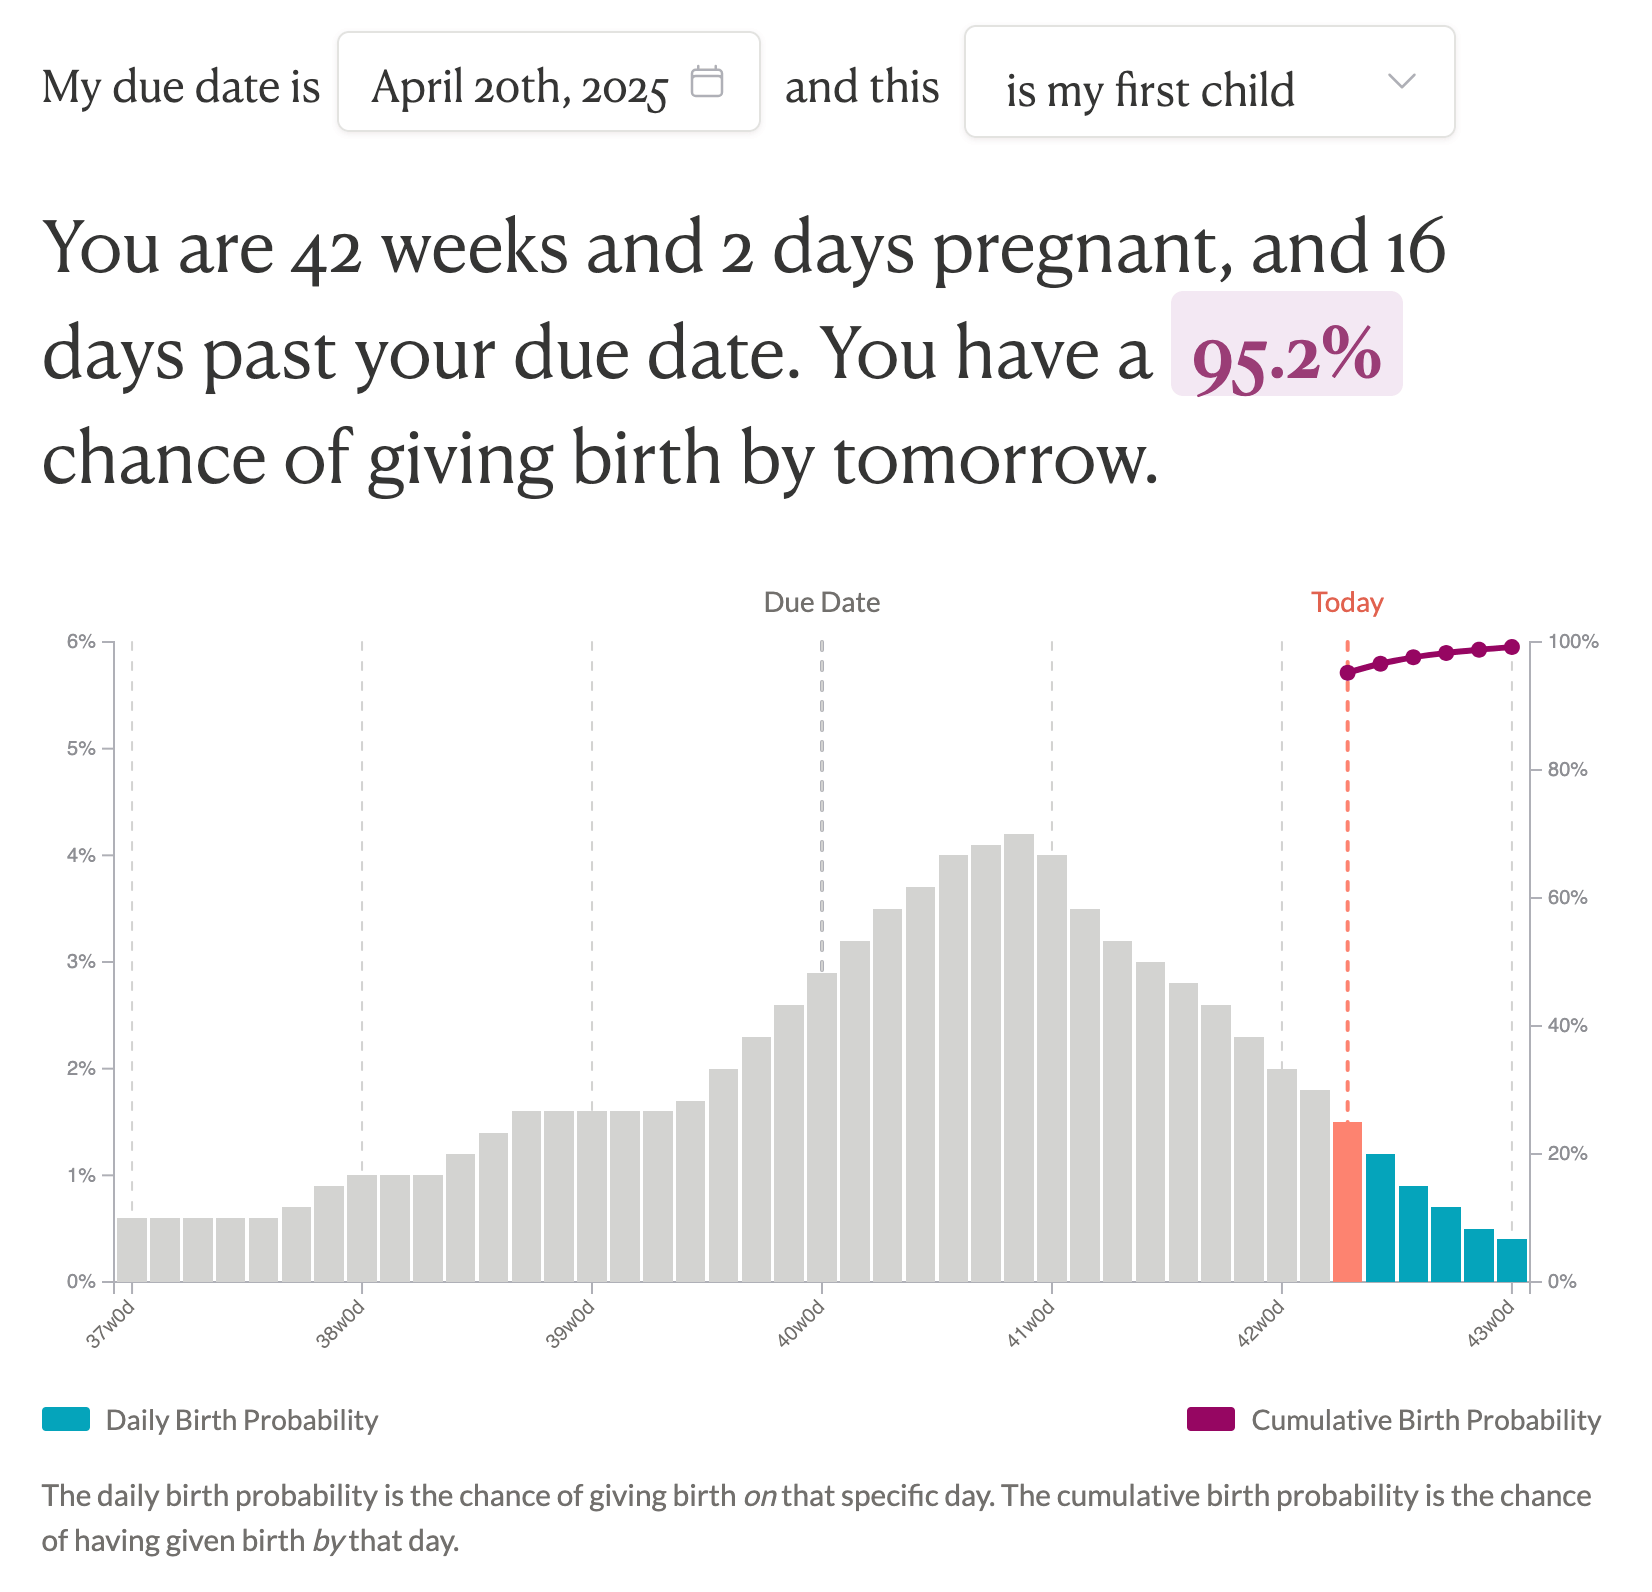 My due date is April 20th, 2025 and this is my first child
You are 42 weeks and 2 days pregnant, and 16
days past your due date. You have a 95.2%
chance of giving birth by tomorrow.
Due Date Today
6% 100%
5%
80%
4%
60%
3%
40%
2%
20%
1%
0% 0%
37w0d 38w0d 39w0d 40w0d 41w0d 42w0d 43w0d
Daily Birth Probability Cumulative Birth Probability
The daily birth probability is the chance of giving birth on that specific day. The cumulative birth probability is the chance
of having given birth by that day.